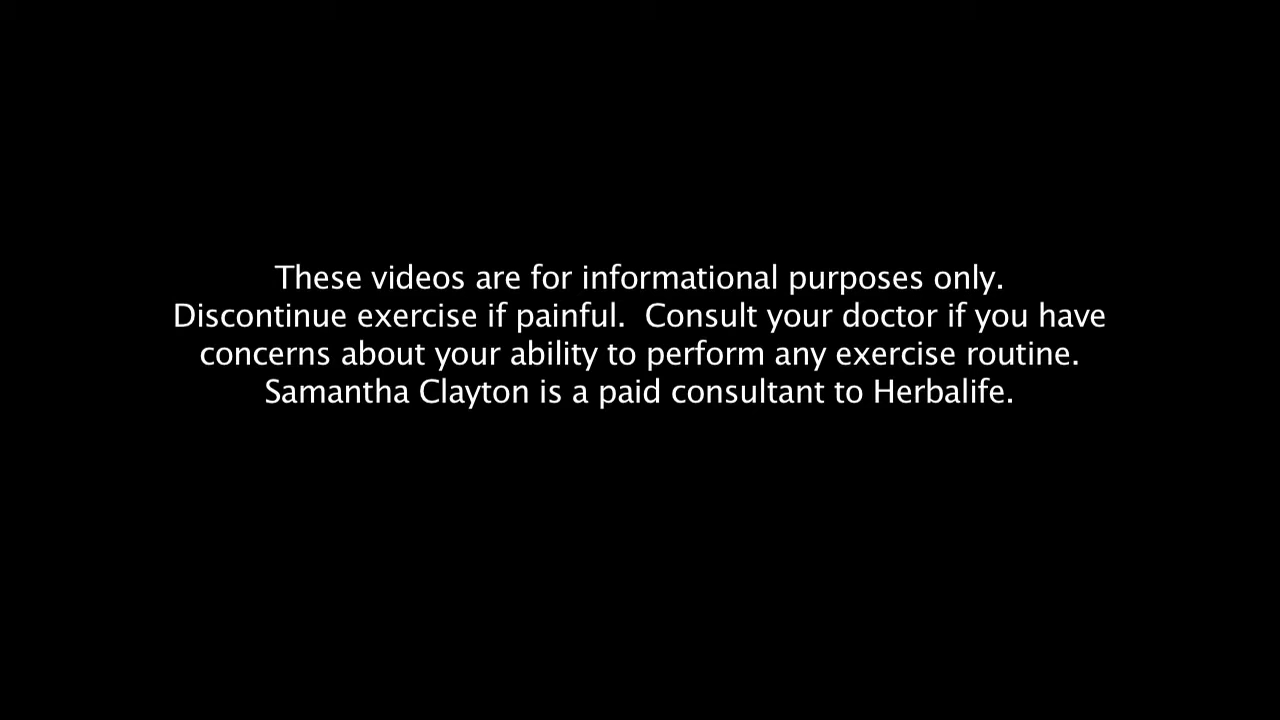 These videos are for informational purposes only.
Discontinue exercise if painful.  Consult your doctor if you have
concerns about your ability to perform any exercise routine.
Samantha Clayton is a paid consultant to Herbalife.